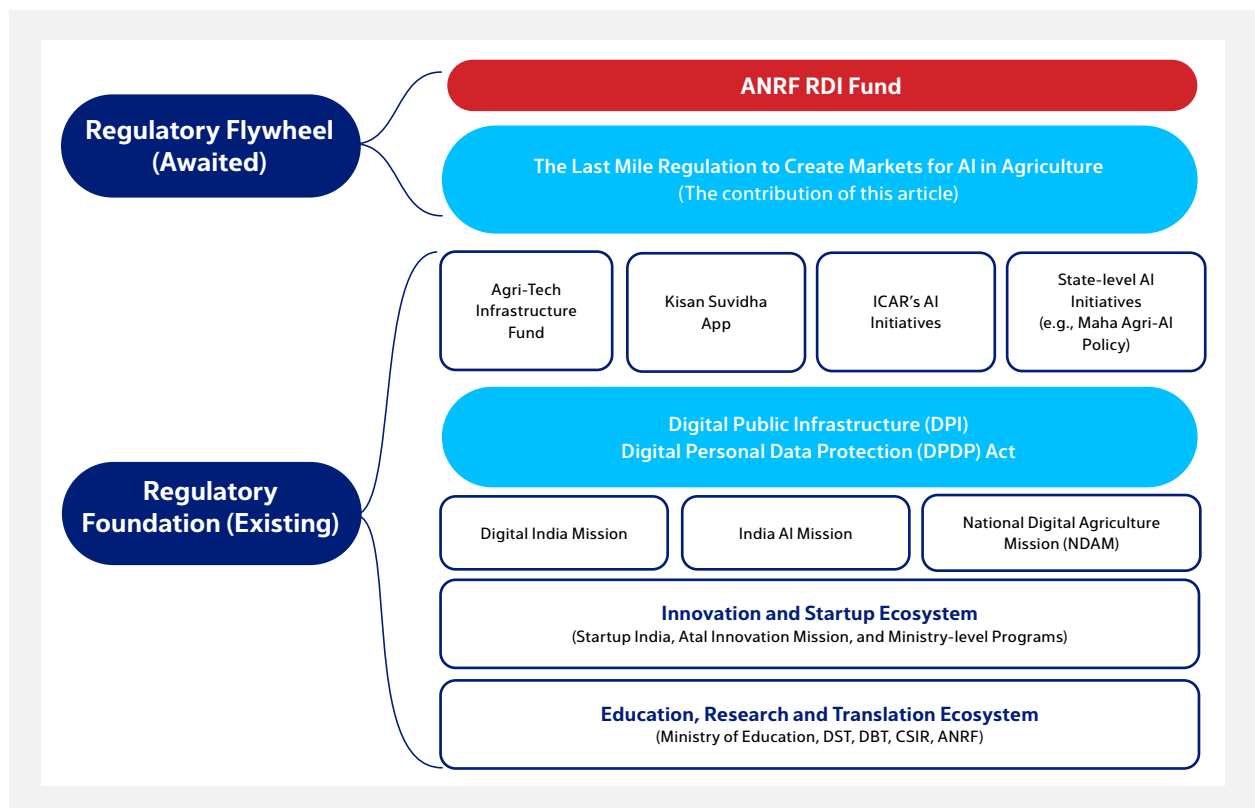 ANRF RDI Fund
Regulatory Flywheel
(Awaited)
The Last Mile Regulation to Create Markets for AI in Agriculture
(The contribution of this article)
Agri-Tech
Infrastructure
Fund
Kisan Suvidha
App
ICAR's AI
Initiatives
State-level AI
Initiatives
(e.g., Maha Agri-AI
Policy)
Digital Public Infrastructure (DPI)
Digital Personal Data Protection (DPDP) Act
Regulatory
Foundation (Existing)
Digital India Mission
India AI Mission
National Digital Agriculture
Mission (NDAM)
Innovation and Startup Ecosystem
(Startup India, Atal Innovation Mission, and Ministry-level Programs)
Education, Research and Translation Ecosystem
(Ministry of Education, DST, DBT, CSIR, ANRF)